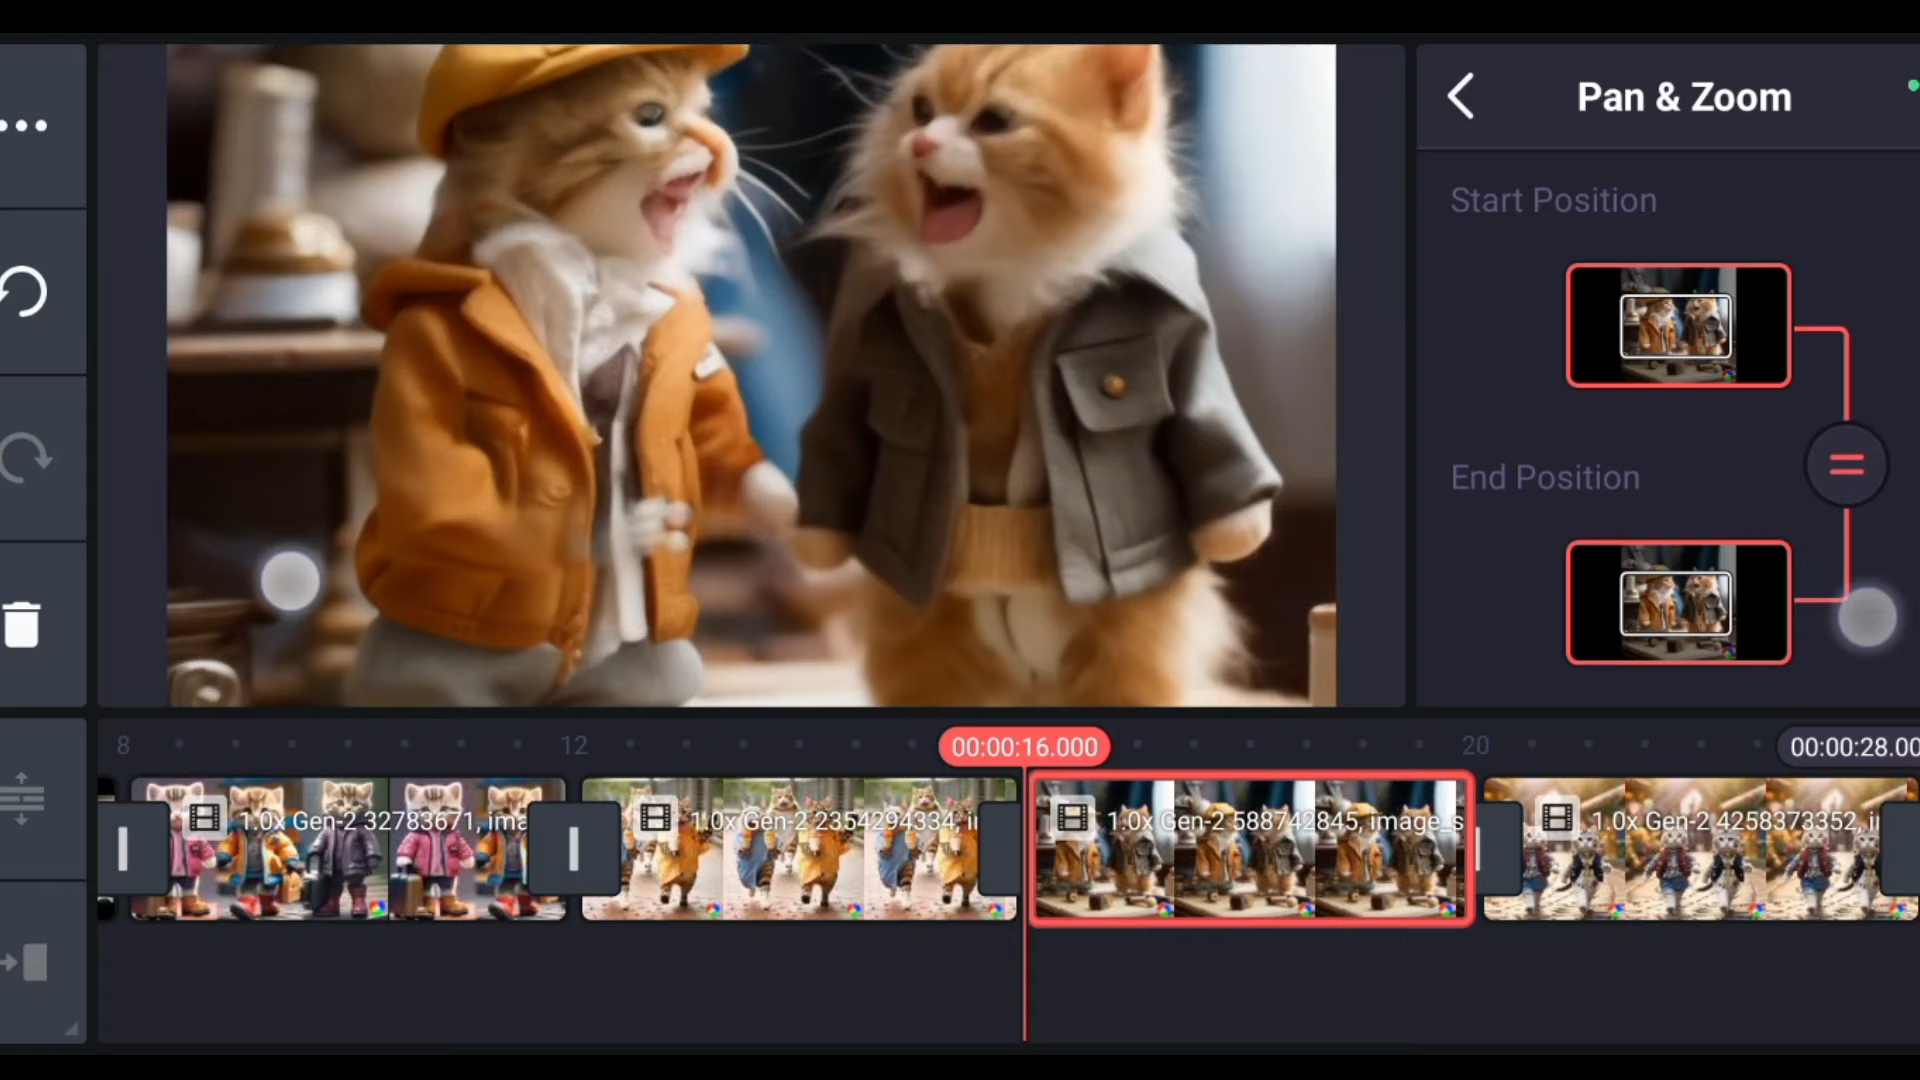 Pan & Zoom
Start Position
End Position
8
12
00:00:16.000
20
00:00:28.00
1.0x Gen-2 32783671, ima
1.0x Gen-2 2354294334, i
1.0x Gen-2 588742845, image_s
1.0x Gen-2 4258373352, i